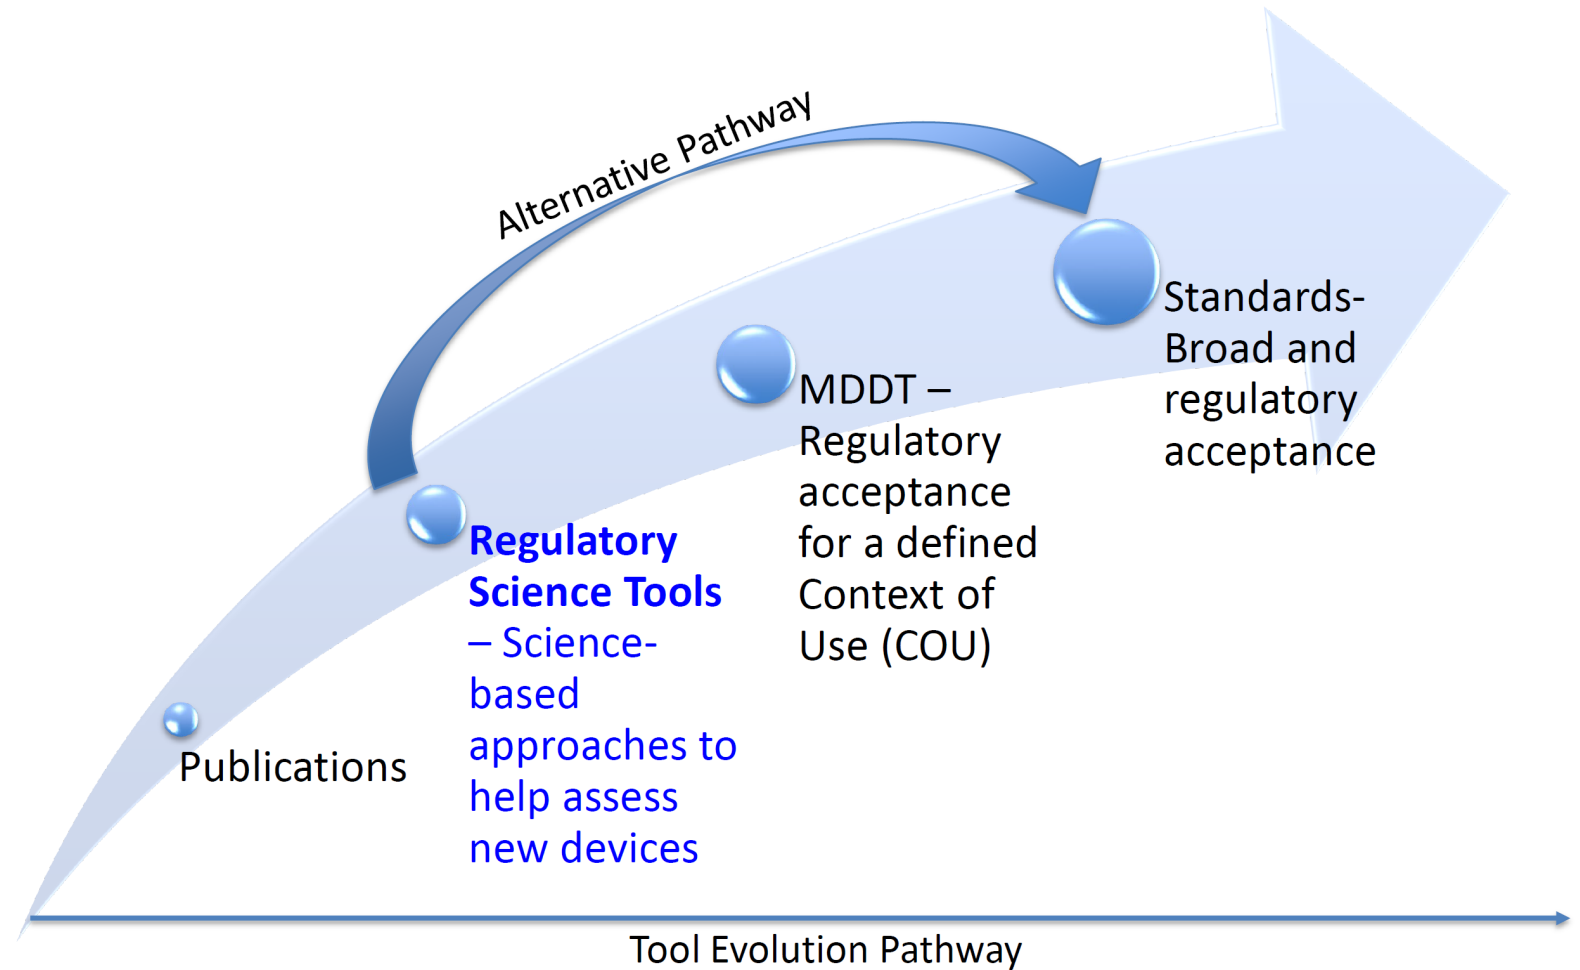 Alternative Pathway
Standards-
Broad and
regulatory
acceptance
MDDT –
Regulatory
acceptance
for a defined
Context of
Use (COU)
Regulatory
Science Tools
– Science-
based
approaches to
help assess
new devices
Publications
Tool Evolution Pathway